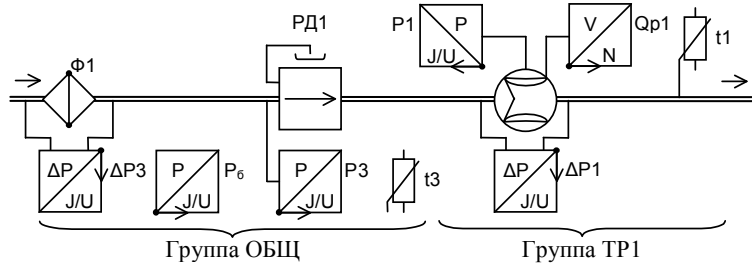 РД1
P1
P
J/U
V
N
Qp1
t1
Ф1
ΔP
J/U
ΔP3
P
J/U
Pб
P
J/U
P3
t3
ΔP
J/U
ΔP1
Группа ОБЩ
Группа ТР1